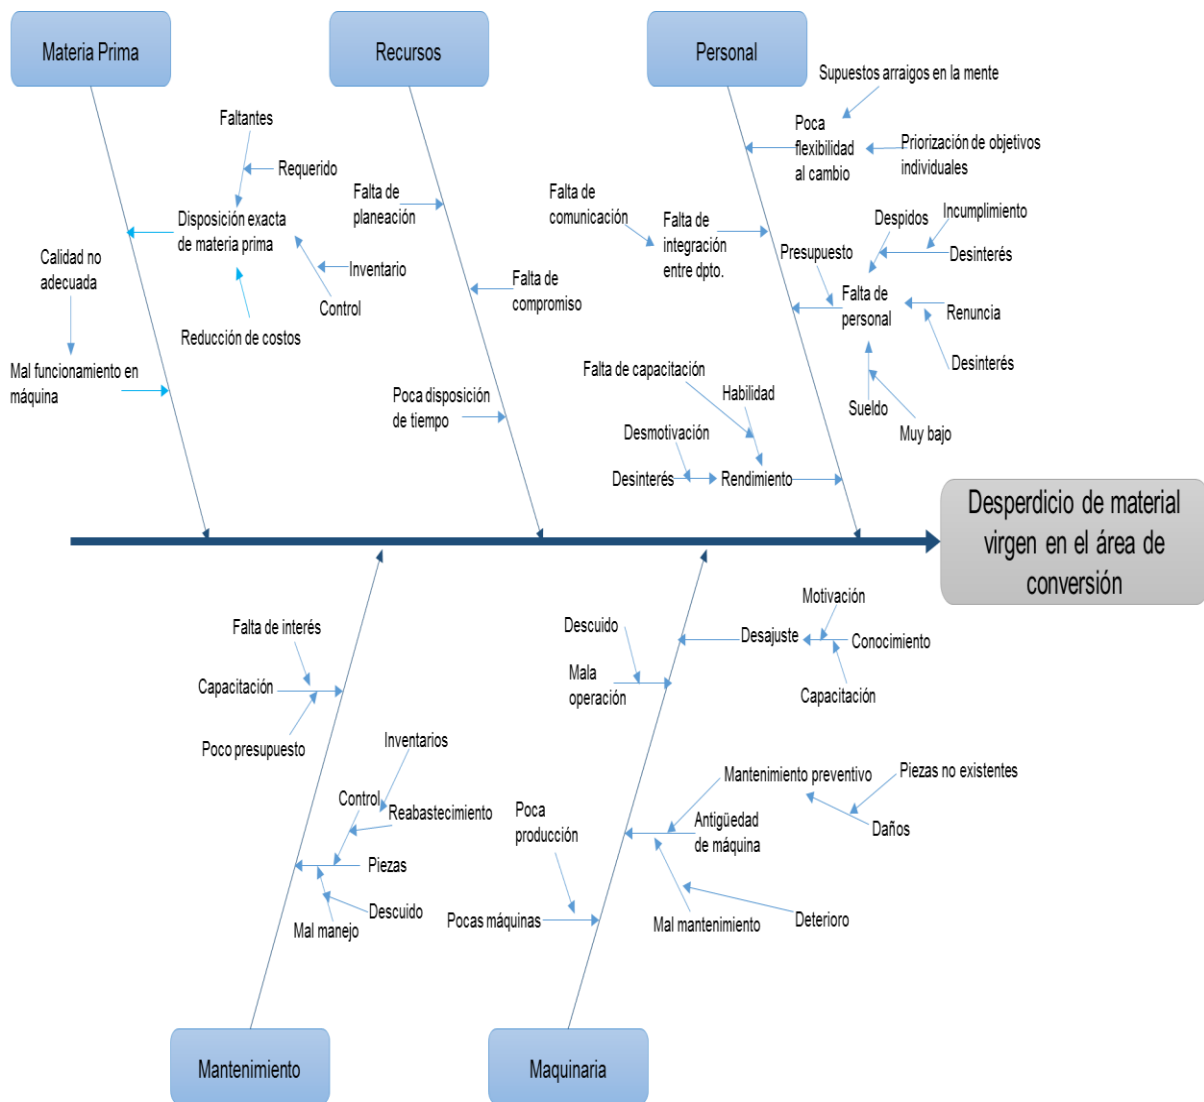 Materia Prima
Recursos
Personal
Supuestos arraigos en la mente
Faltantes
Poca
flexibilidad
al cambio
Priorización de objetivos
individuales
Requerido
Falta de
planeación
Falta de
comunicación
Disposición exacta
de materia prima
Falta de
integración
entre dpto.
Despidos
Incumplimiento
Presupuesto
Desinterés
Calidad no
adecuada
Inventario
Falta de
compromiso
Control
Falta de
personal
Renuncia
Reducción de costos
Mal funcionamiento en
máquina
Falta de capacitación
Desinterés
Habilidad
Poca disposición
de tiempo
Sueldo
Muy bajo
Desmotivación
Desinterés
Rendimiento
Desperdicio de material
virgen en el área de
conversión
Falta de interés
Descuido
Motivación
Desajuste
Conocimiento
Capacitación
Mala
operación
Capacitación
Poco presupuesto
Inventarios
Mantenimiento preventivo
Piezas no existentes
Control
Reabastecimiento
Poca
producción
Antigüedad
de máquina
Daños
Piezas
Descuido
Mal manejo
Pocas máquinas
Mal mantenimiento
Deterioro
Mantenimiento
Maquinaria